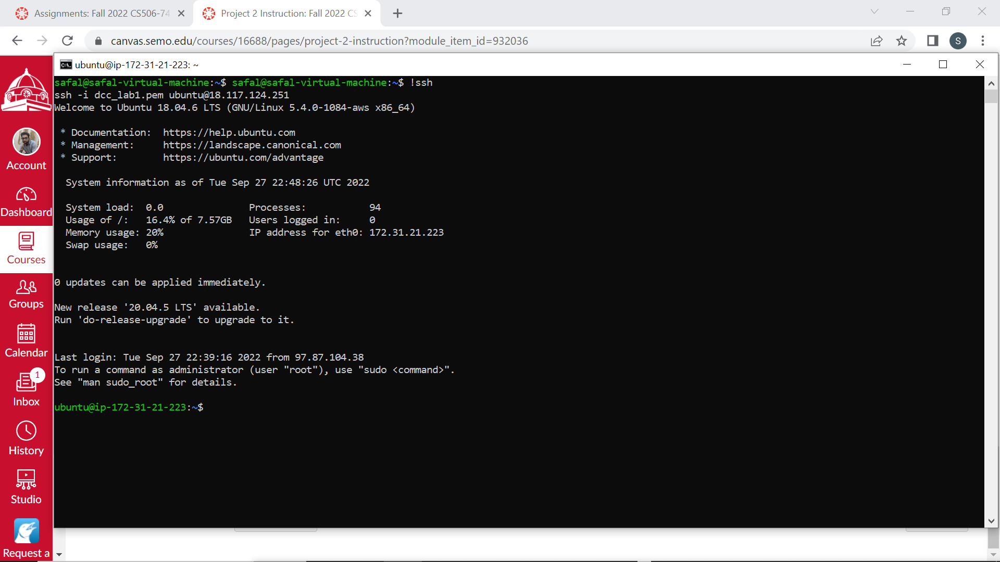 Assignments: Fall 2022 CS506-74
Project 2 Instruction: Fall 2022 CS
canvas.semo.edu/courses/16688/pages/project-2-instruction?module_item_id=932036
S
ubuntu@ip-172-31-21-223: ~
safal@safal-virtual-machine:~$ safal@safal-virtual-machine:~$ !ssh
ssh -i dcc_lab1.pem ubuntu@18.117.124.251
Welcome to Ubuntu 18.04.6 LTS (GNU/Linux 5.4.0-1084-aws x86_64)
* Documentation:  https://help.ubuntu.com
* Management:     https://landscape.canonical.com
* Support:        https://ubuntu.com/advantage
System information as of Tue Sep 27 22:48:26 UTC 2022
System load:  0.0               Processes:           94
Usage of /:   16.4% of 7.57GB   Users logged in:     0
Memory usage: 20%               IP address for eth0: 172.31.21.223
Swap usage:   0%
0 updates can be applied immediately.
New release '20.04.5 LTS' available.
Run 'do-release-upgrade' to upgrade to it.
Last login: Tue Sep 27 22:39:16 2022 from 97.87.104.38
To run a command as administrator (user "root"), use "sudo <command>".
See "man sudo_root" for details.
ubuntu@ip-172-31-21-223:~$
Account
Dashboard
Courses
Groups
Calendar
1
Inbox
History
Studio
Request a